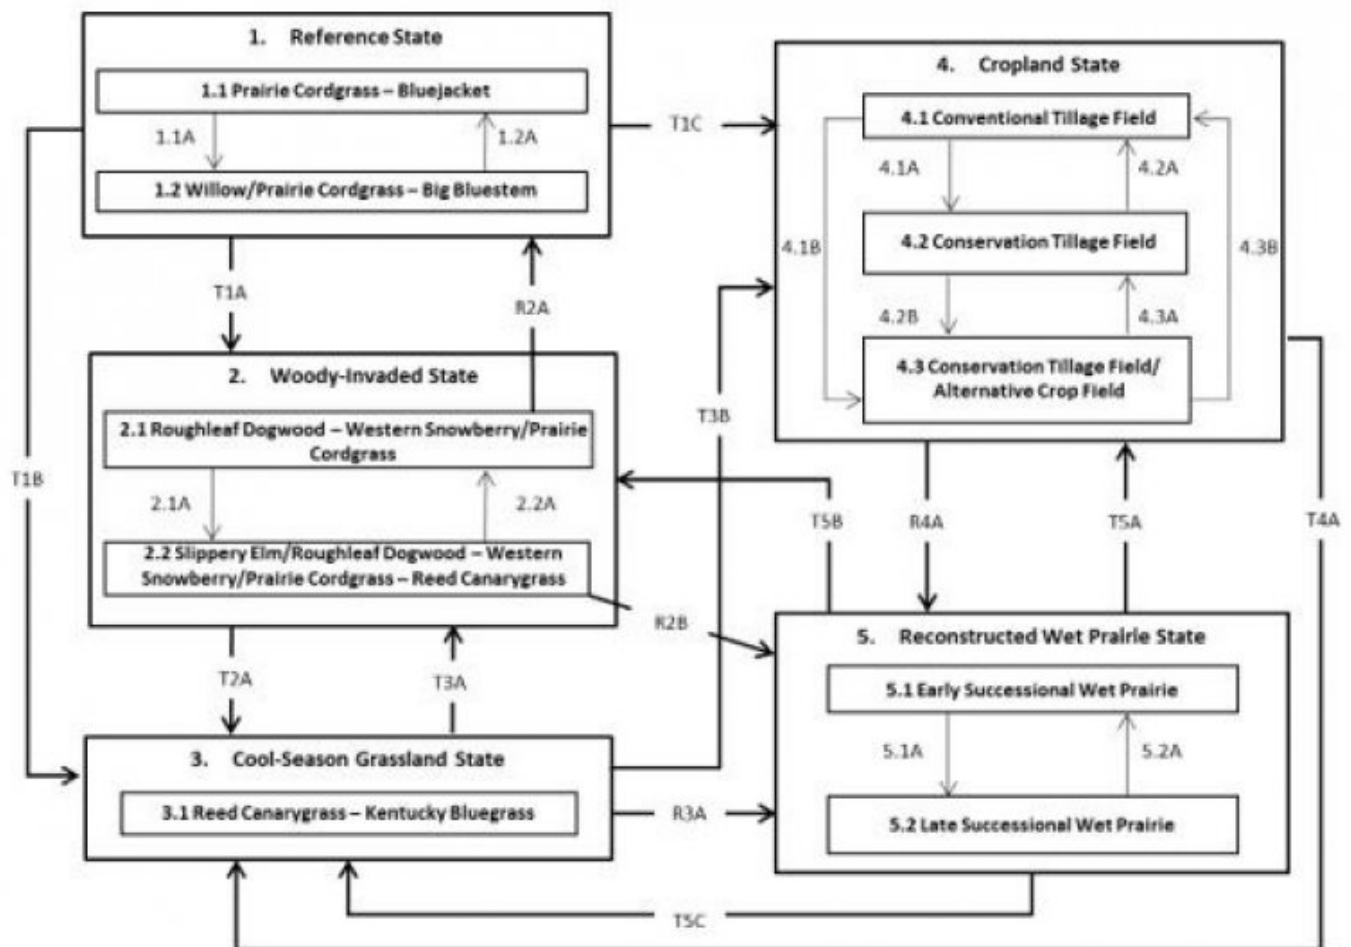 1. Reference State
1.1 Prairie Cordgrass – Bluejacket
1.1A
1.2A
1.2 Willow/Prairie Cordgrass – Big Bluestem
T1A
R2A
T1B
T1C
2. Woody-Invaded State
2.1 Roughleaf Dogwood – Western Snowberry/Prairie
Cordgrass
2.1A
2.2A
2.2 Slippery Elm/Roughleaf Dogwood – Western
Snowberry/Prairie Cordgrass – Reed Canarygrass
R2B
T2A
T3A
3. Cool-Season Grassland State
3.1 Reed Canarygrass – Kentucky Bluegrass
T3B
R3A
4. Cropland State
4.1 Conventional Tillage Field
4.1A
4.2A
4.1B
4.2 Conservation Tillage Field
4.3B
4.2B
4.3A
4.3 Conservation Tillage Field/
Alternative Crop Field
T5B
R4A
T5A
T4A
5. Reconstructed Wet Prairie State
5.1 Early Successional Wet Prairie
5.1A
5.2A
5.2 Late Successional Wet Prairie
T5C